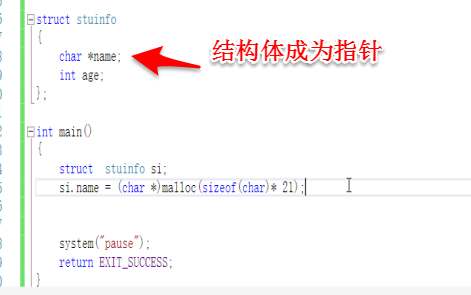 struct stuinfo
{
char *name;
结构体成为指针
int age;
};
int main()
{
struct stuinfo si;
si.name = (char *)malloc(sizeof(char)* 21);
system("pause");
return EXIT_SUCCESS;
}